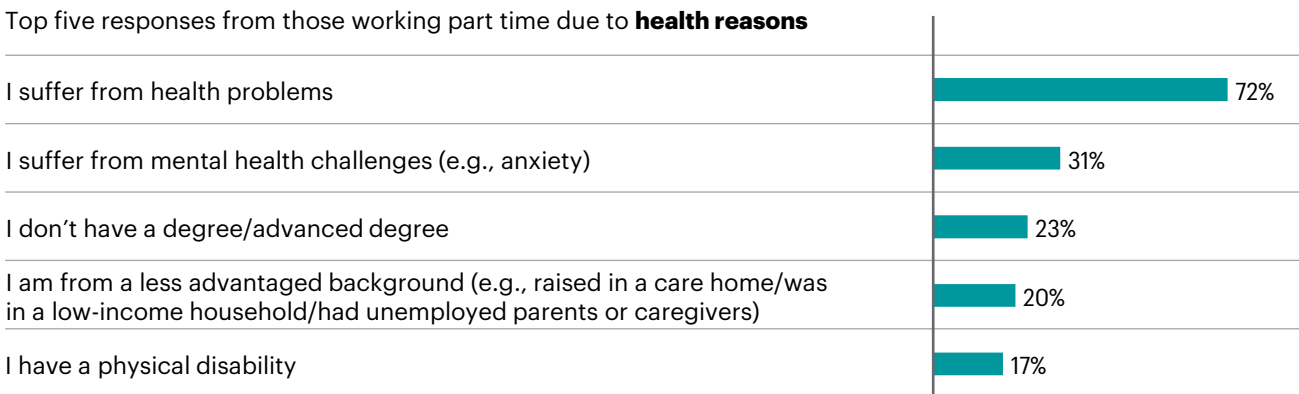 Top five responses from those working part time due to health reasons
I suffer from health problems
72%
I suffer from mental health challenges (e.g., anxiety)
31%
I don’t have a degree/advanced degree
23%
I am from a less advantaged background (e.g., raised in a care home/was
in a low-income household/had unemployed parents or caregivers)
20%
I have a physical disability
17%